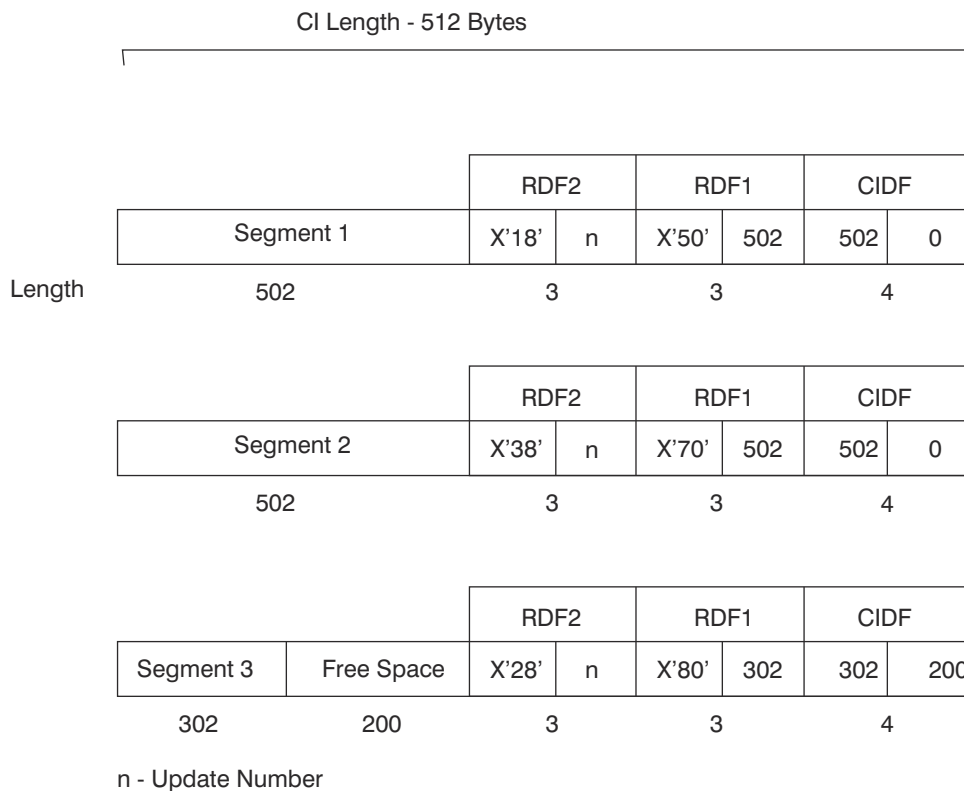 CI Length - 512 Bytes
RDF2 RDF1 CIDF
Segment 1 X’18’ n X’50’ 502 502 0
Length 502 3 3 4
RDF2 RDF1 CIDF
Segment 2 X’38’ n X’70’ 502 502 0
502 3 3 4
RDF2 RDF1 CIDF
Segment 3 Free Space X’28’ n X’80’ 302 302 200
302 200 3 3 4
n - Update Number